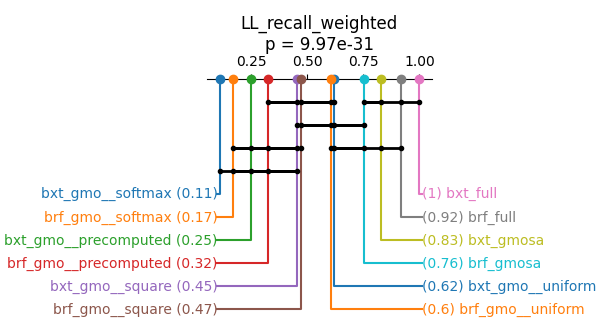 LL_recall_weighted
p = 9.97e-31
0.25 0.50 0.75 1.00
bxt_gmo__softmax (0.11) (1) bxt_full
brf_gmo__softmax (0.17) (0.92) brf_full
bxt_gmo__precomputed (0.25) (0.83) bxt_gmosa
brf_gmo__precomputed (0.32) (0.76) brf_gmosa
bxt_gmo__square (0.45) (0.62) bxt_gmo__uniform
brf_gmo__square (0.47) (0.6) brf_gmo__uniform